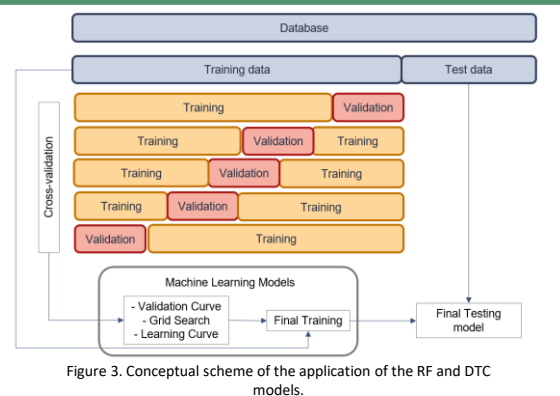 Database
Training data Test data
Training Validation
Training Validation Training
Training Validation Training
Training Validation Training
Validation Training
Cross-validation
Machine Learning Models
- Validation Curve
- Grid Search
- Learning Curve
Final Training
Final Testing
model
Figure 3. Conceptual scheme of the application of the RF and DTC
models.